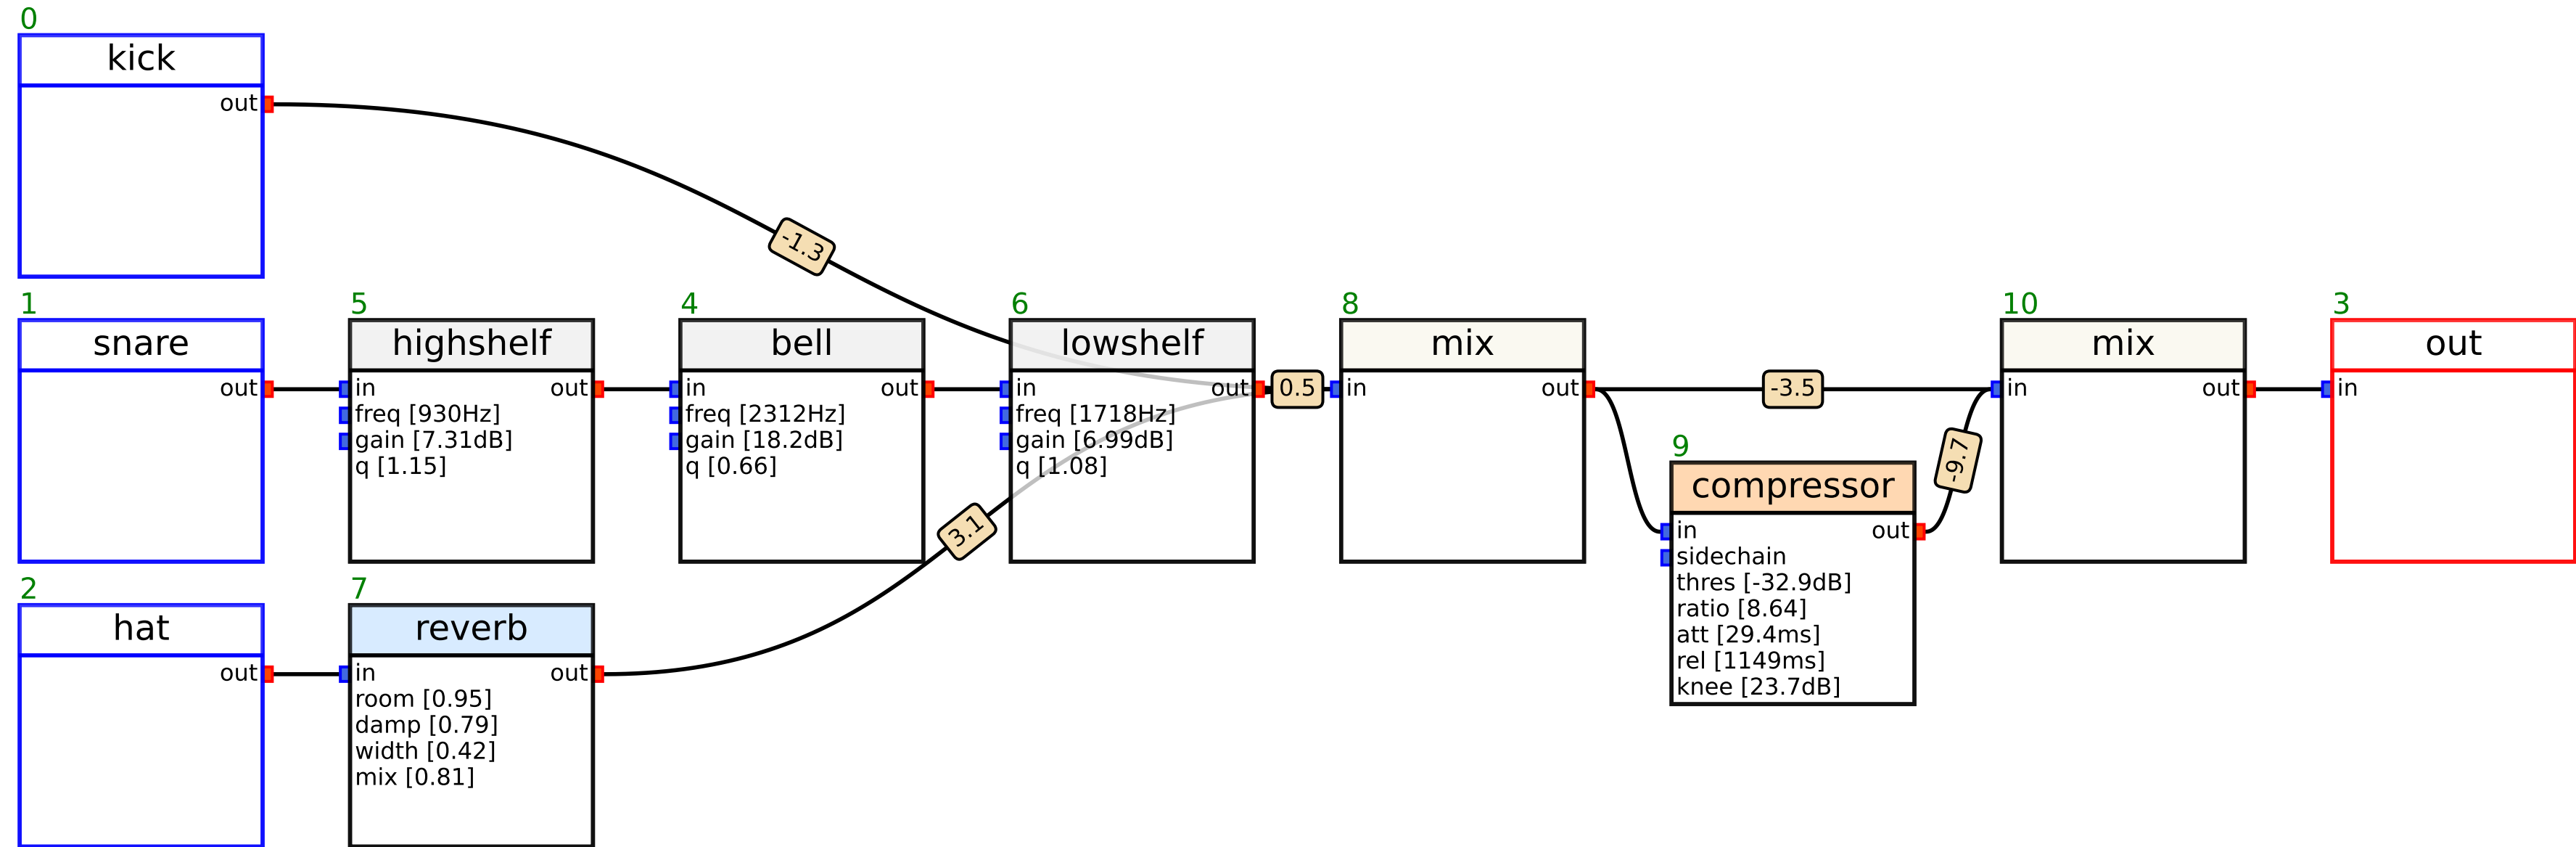 0
kick
out
-1.3
1
snare
out
5
highshelf
in
out
freq [930Hz]
gain [7.31dB]
q [1.15]
4
bell
in
out
freq [2312Hz]
gain [18.2dB]
q [0.66]
6
lowshelf
in
out
freq [1718Hz]
gain [6.99dB]
q [1.08]
0.5
8
mix
in
out
-3.5
10
mix
in
out
3
out
in
9
compressor
in
out
sidechain
thres [-32.9dB]
ratio [8.64]
att [29.4ms]
rel [1149ms]
knee [23.7dB]
-9.7
3.1
2
hat
out
7
reverb
in
out
room [0.95]
damp [0.79]
width [0.42]
mix [0.81]